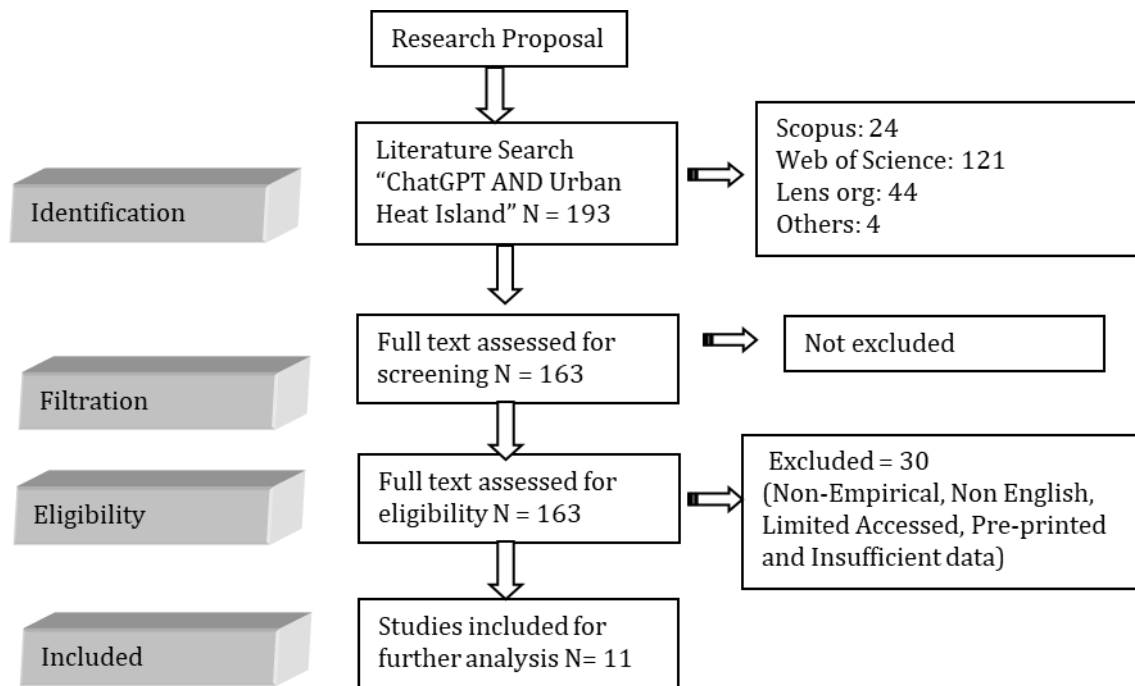 Research Proposal
Literature Search
“ChatGPT AND Urban
Heat Island” N = 193
Scopus: 24
Web of Science: 121
Lens org: 44
Others: 4
Identification
Full text assessed for
screening N = 163
Not excluded
Filtration
Full text assessed for
eligibility N = 163
Excluded = 30
(Non-Empirical, Non English,
Limited Accessed, Pre-printed
and Insufficient data)
Eligibility
Studies included for
further analysis N= 11
Included